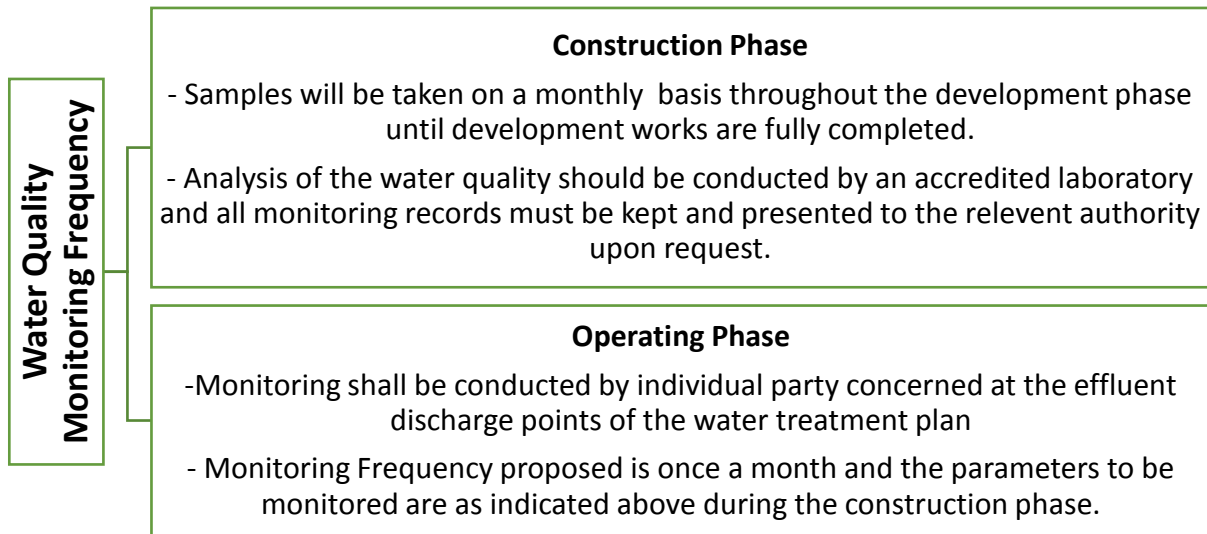 Water Quality
Monitoring Frequency
Construction Phase
- Samples will be taken on a monthly  basis throughout the development phase
until development works are fully completed.
- Analysis of the water quality should be conducted by an accredited laboratory
and all monitoring records must be kept and presented to the relevent authority
upon request.
Operating Phase
-Monitoring shall be conducted by individual party concerned at the effluent
discharge points of the water treatment plan
- Monitoring Frequency proposed is once a month and the parameters to be
monitored are as indicated above during the construction phase.